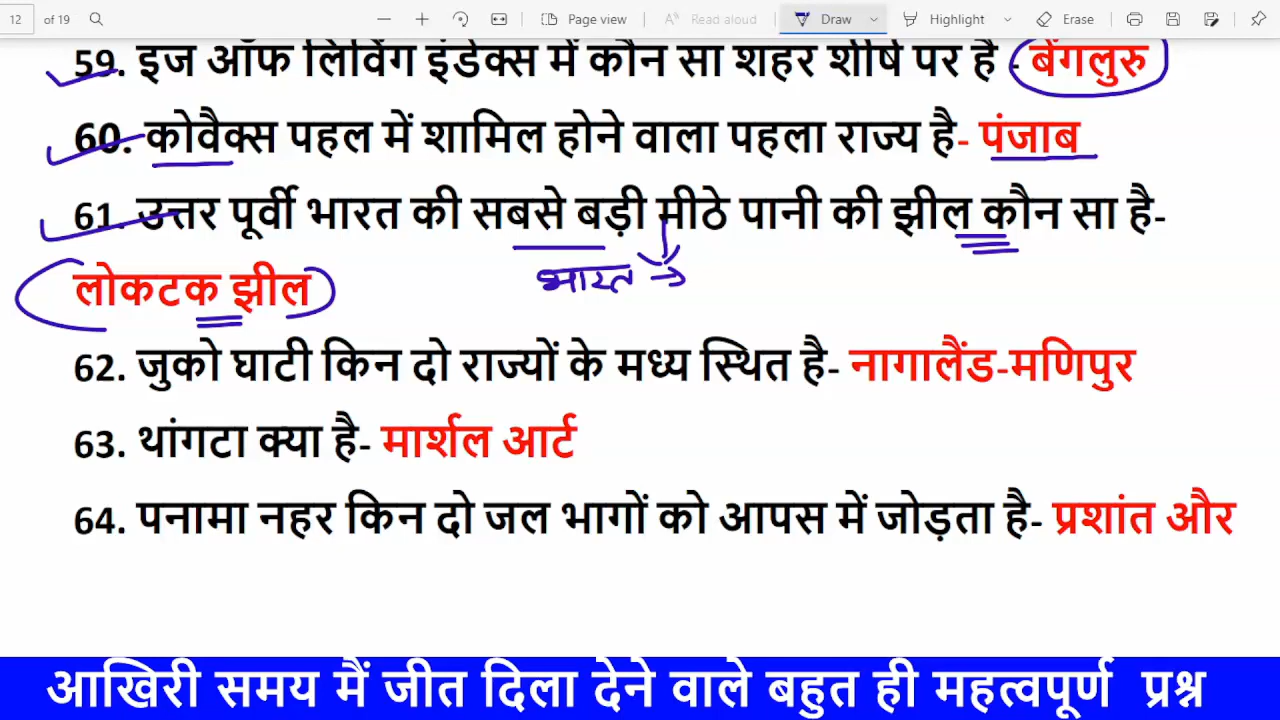 12 of 19 Page view Read aloud Draw Highlight Erase
59. इज ऑफ लिविंग इंडेक्स में कौन सा शहर शीर्ष पर है - बेंगलुरु
60. कोवैक्स पहल में शामिल होने वाला पहला राज्य है- पंजाब
61. उत्तर पूर्वी भारत की सबसे बड़ी मीठे पानी की झील कौन सा है-
भारत
लोकटक झील
62. जुको घाटी किन दो राज्यों के मध्य स्थित है- नागालैंड-मणिपुर
63. थांगटा क्या है- मार्शल आर्ट
64. पनामा नहर किन दो जल भागों को आपस में जोड़ता है- प्रशांत और
आखिरी समय मैं जीत दिला देने वाले बहुत ही महत्वपूर्ण प्रश्न